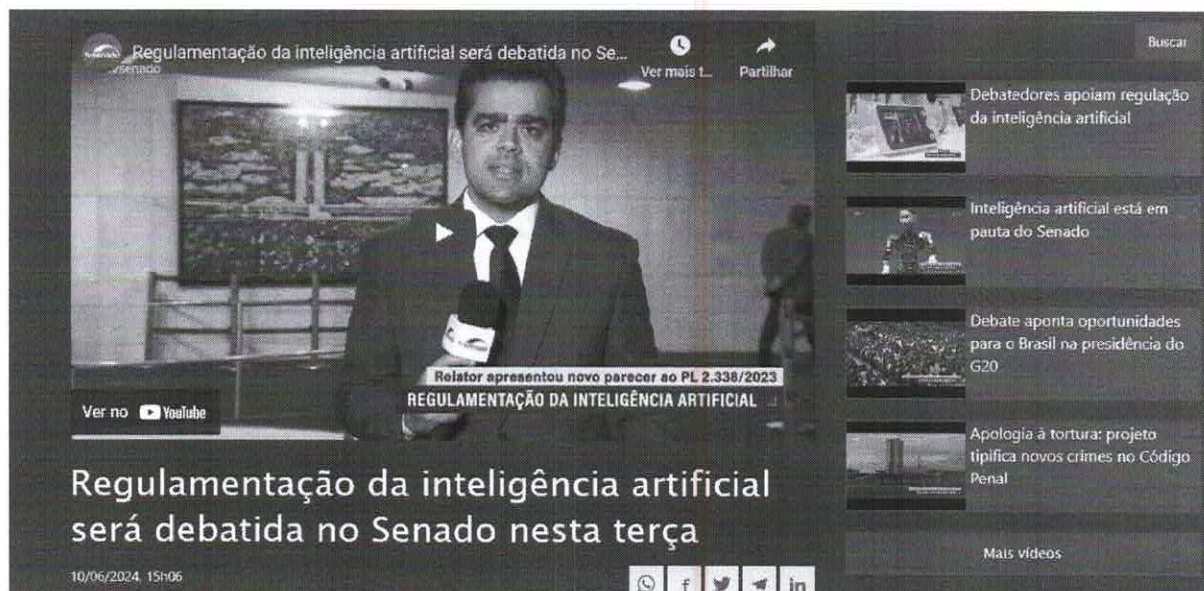 Regulamentação da inteligência artificial será debatida no Se...
Ver mais t...
Partilhar
Relator apresentou novo parecer ao PL 2.338/2023
REGULAMENTAÇÃO DA INTELIGÊNCIA ARTIFICIAL
Ver no YouTube
Regulamentação da inteligência artificial
será debatida no Senado nesta terça
10/06/2024, 15h06
Buscar
Debatedores apoiam regulação
da inteligência artificial
Inteligência artificial está em
pauta do Senado
Debate aponta oportunidades
para o Brasil na presidência do
G20
Apologia à tortura: projeto
tipifica novos crimes no Código
Penal
Mais vídeos